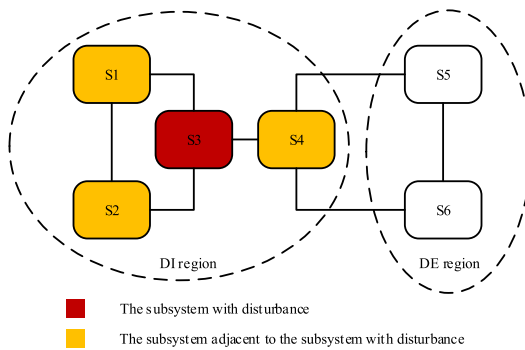 S1
S5
S3
S4
S2
S6
DI region
DE region
The subsystem with disturbance
The subsystem adjacent to the subsystem with disturbance